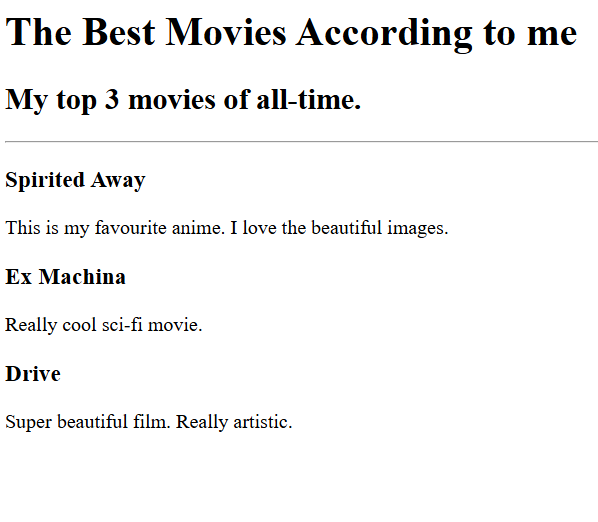 The Best Movies According to me
My top 3 movies of all-time.
Spirited Away
This is my favourite anime. I love the beautiful images.
Ex Machina
Really cool sci-fi movie.
Drive
Super beautiful film. Really artistic.